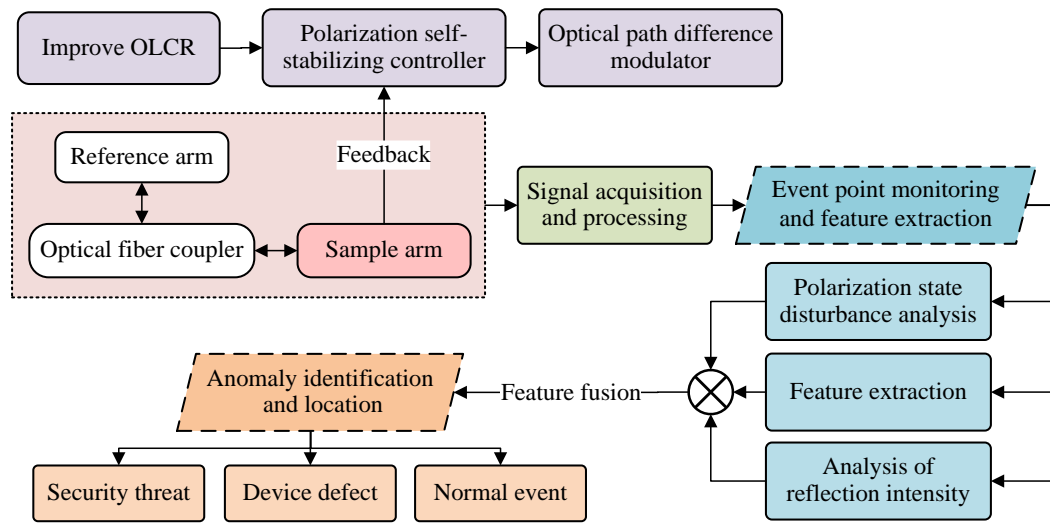 Improve OLCR
Polarization self-
stabilizing controller
Optical path difference
modulator
Reference arm
Feedback
Optical fiber coupler
Sample arm
Signal acquisition
and processing
Event point monitoring
and feature extraction
Polarization state
disturbance analysis
Feature extraction
Analysis of
reflection intensity
Feature fusion
Anomaly identification
and location
Security threat
Device defect
Normal event